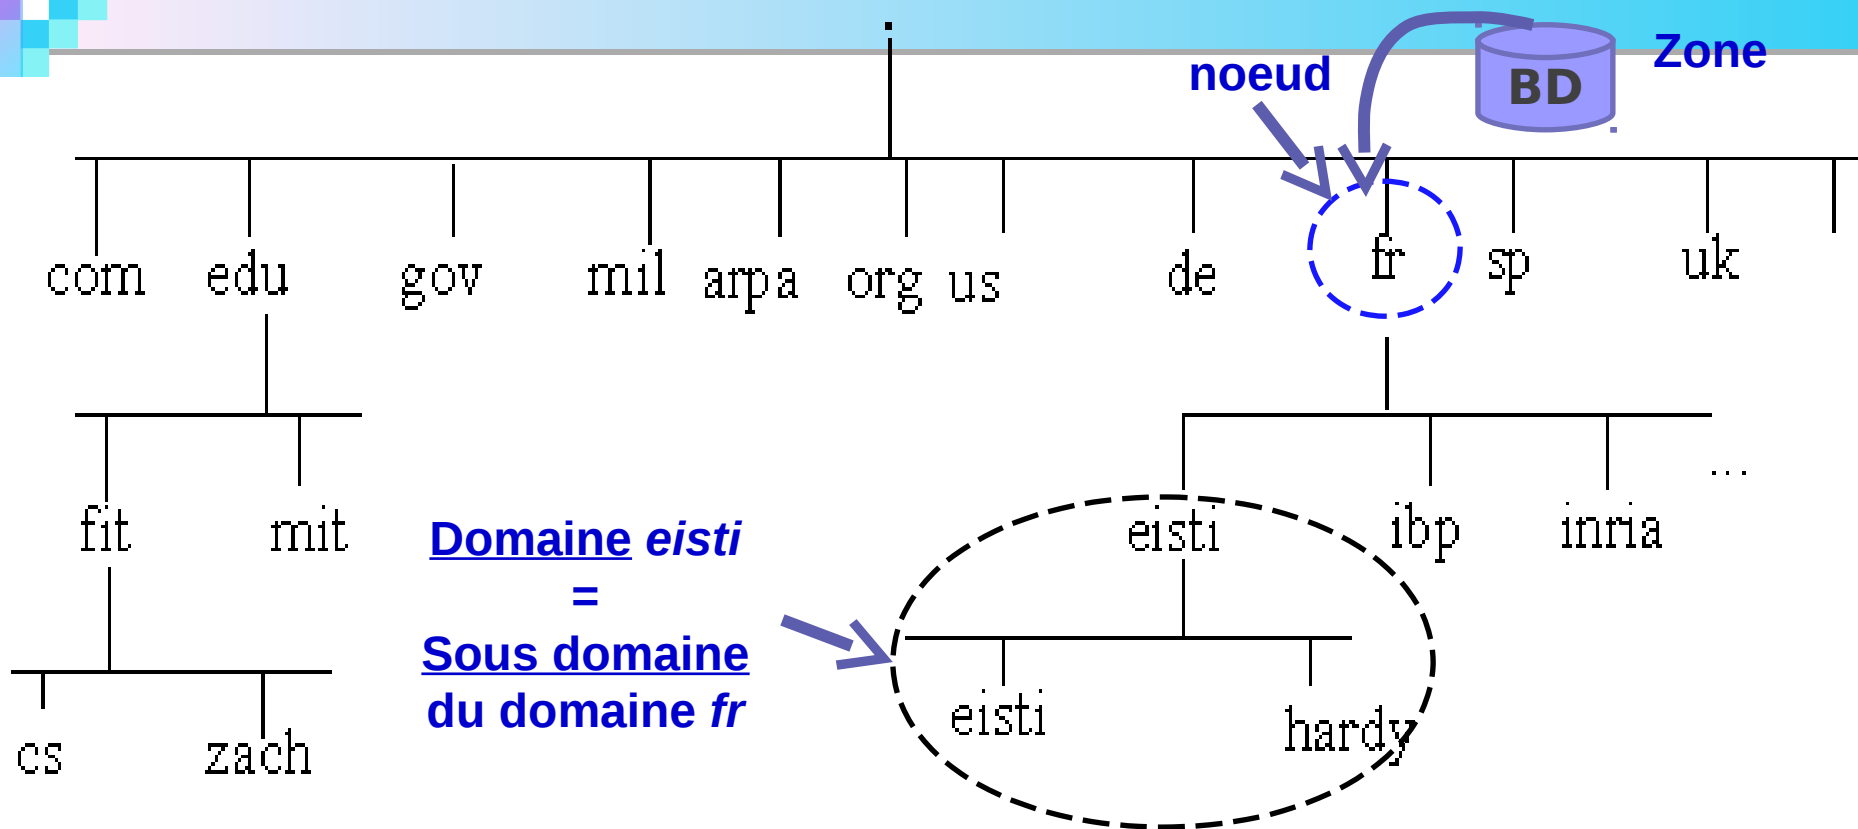 .
noeud
BD
Zone
com edu gov mil arpa org us de fr sp uk
fit mit
eisti ibp inria ...
Domaine eisti
=
Sous domaine
du domaine fr
cs zach
eisti hardy